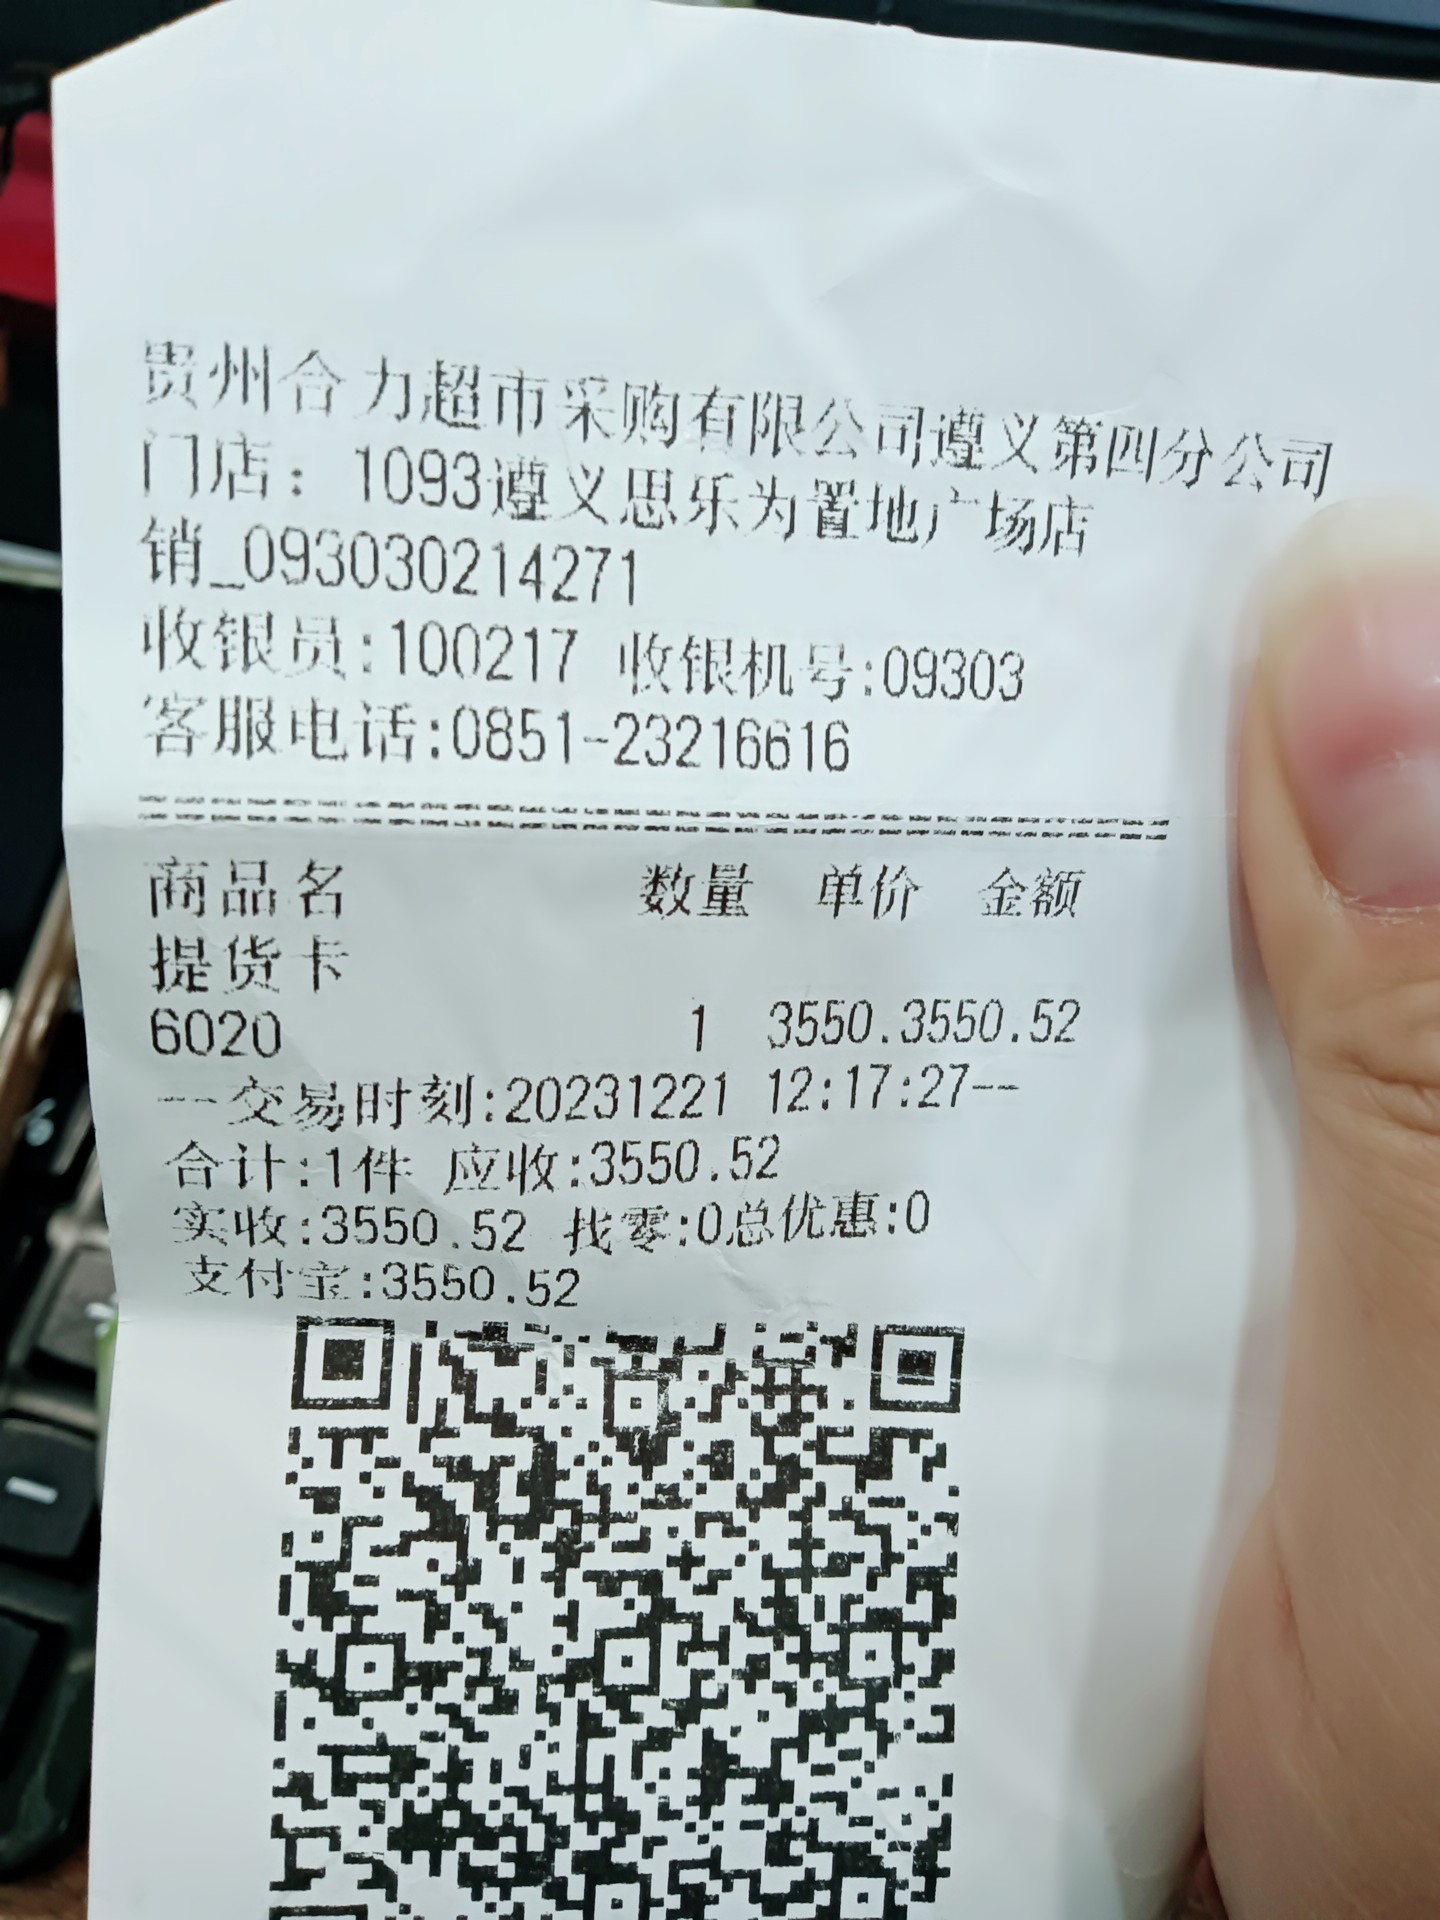 贵州合力超市采购有限公司遵义第四分公司
门店：1093遵义思乐为置地广场店
销_093030214271
收银员:100217 收银机号:09303
客服电话:0851-23216616
商品名 数量 单价 金额
提货卡
6020 1 3550.3550.52
--交易时刻:20231221 12:17:27--
合计:1件 应收:3550.52
实收:3550.52 找零:0总优惠:0
支付宝:3550.52